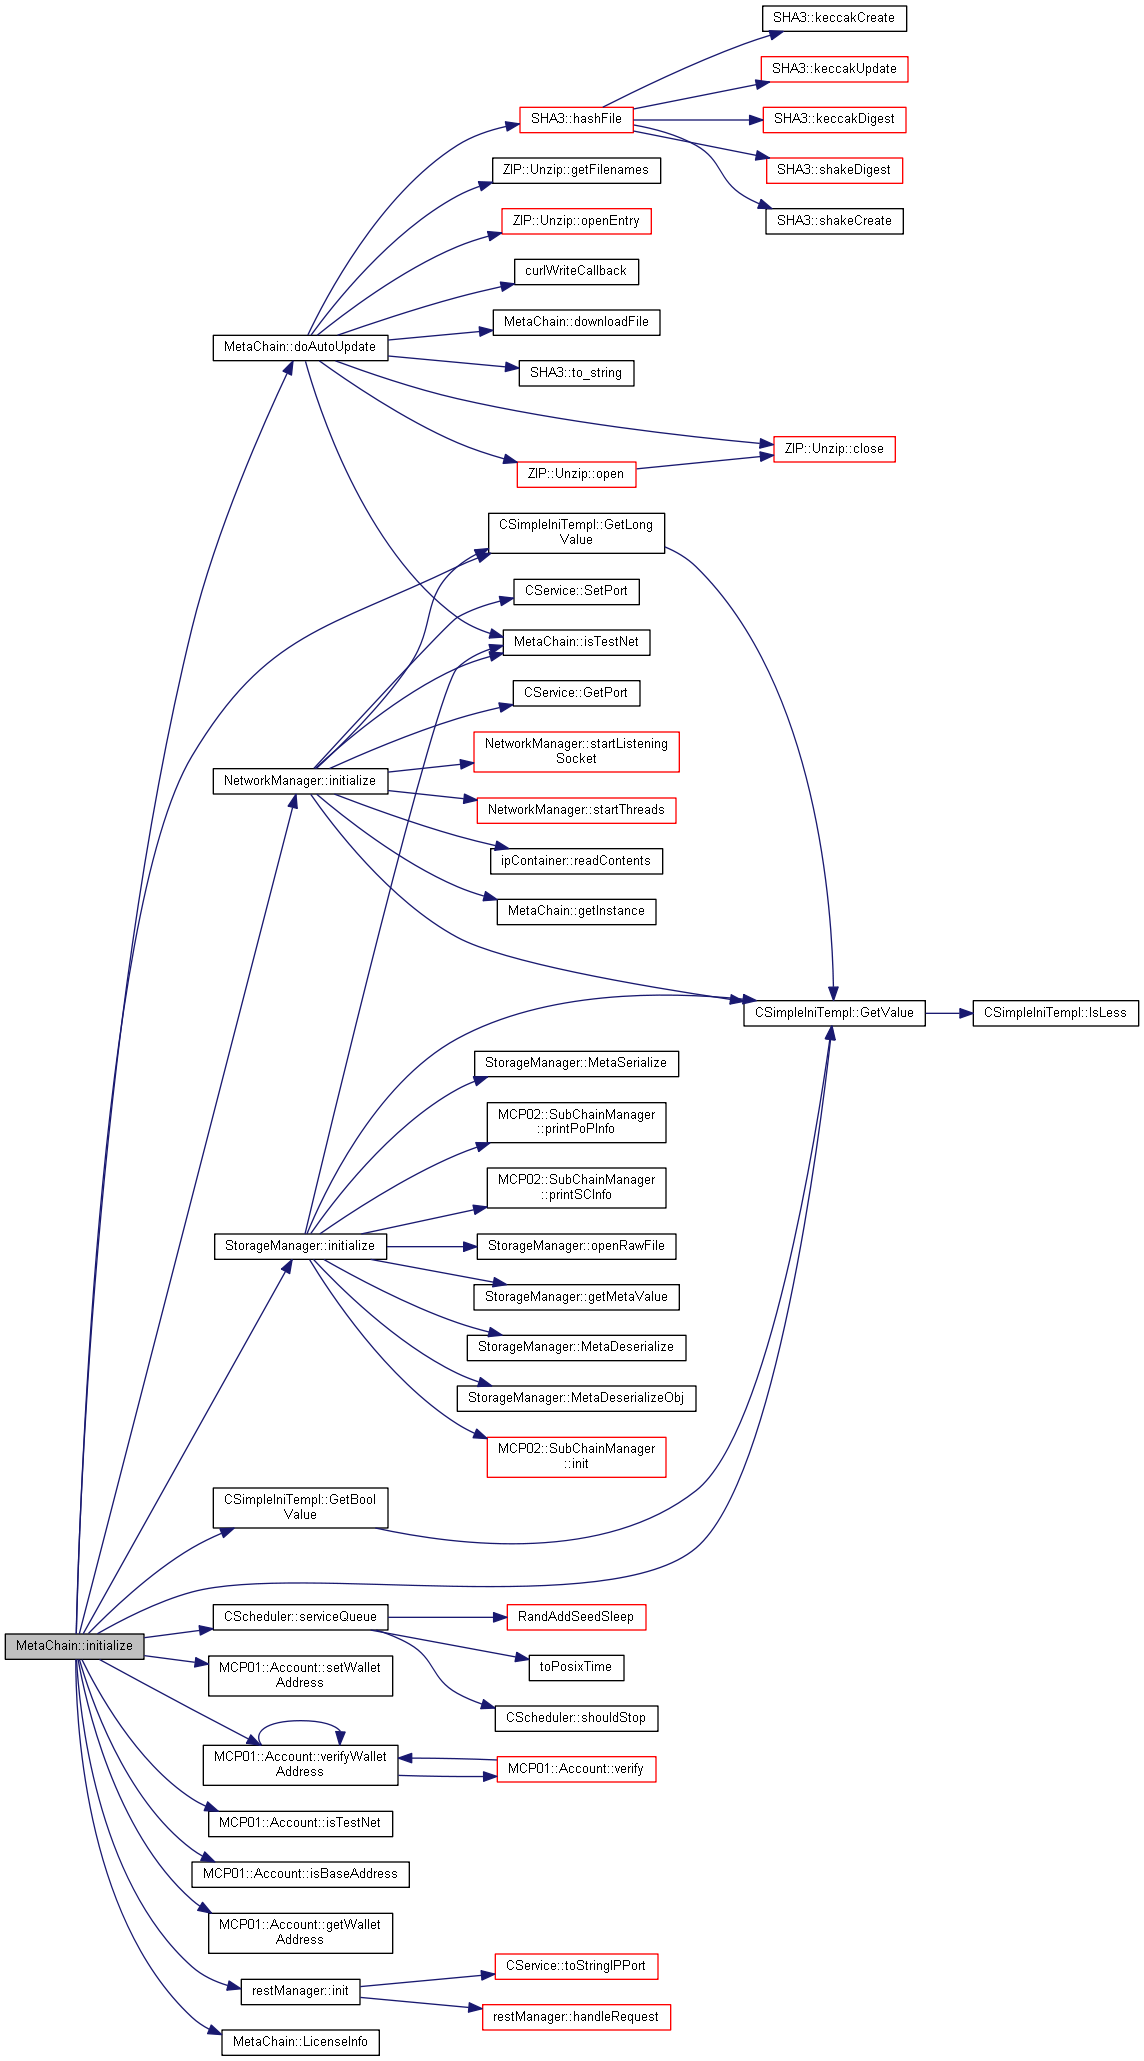 SHA3::keccakCreate
SHA3::keccakUpdate
SHA3::hashFile
SHA3::keccakDigest
ZIP::Unzip::getFilenames
SHA3::shakeDigest
ZIP::Unzip::openEntry
SHA3::shakeCreate
curlWriteCallback
MetaChain::downloadFile
MetaChain::doAutoUpdate
SHA3::to_string
ZIP::Unzip::close
ZIP::Unzip::open
CSimpleIniTempl::GetLong
Value
CService::SetPort
MetaChain::isTestNet
CService::GetPort
NetworkManager::startListening
Socket
NetworkManager::initialize
NetworkManager::startThreads
ipContainer::readContents
MetaChain::getInstance
CSimpleIniTempl::GetValue
CSimpleIniTempl::IsLess
StorageManager::MetaSerialize
MCP02::SubChainManager
::printPoPInfo
MCP02::SubChainManager
::printSCInfo
StorageManager::initialize
StorageManager::openRawFile
StorageManager::getMetaValue
StorageManager::MetaDeserialize
StorageManager::MetaDeserializeObj
MCP02::SubChainManager
::init
CSimpleIniTempl::GetBool
Value
CScheduler::serviceQueue
RandAddSeedSleep
MetaChain::initialize
toPosixTime
MCP01::Account::setWallet
Address
CScheduler::shouldStop
MCP01::Account::verifyWallet
Address
MCP01::Account::verify
MCP01::Account::isTestNet
MCP01::Account::isBaseAddress
MCP01::Account::getWallet
Address
CService::toStringIPPort
restManager::init
restManager::handleRequest
MetaChain::LicenseInfo